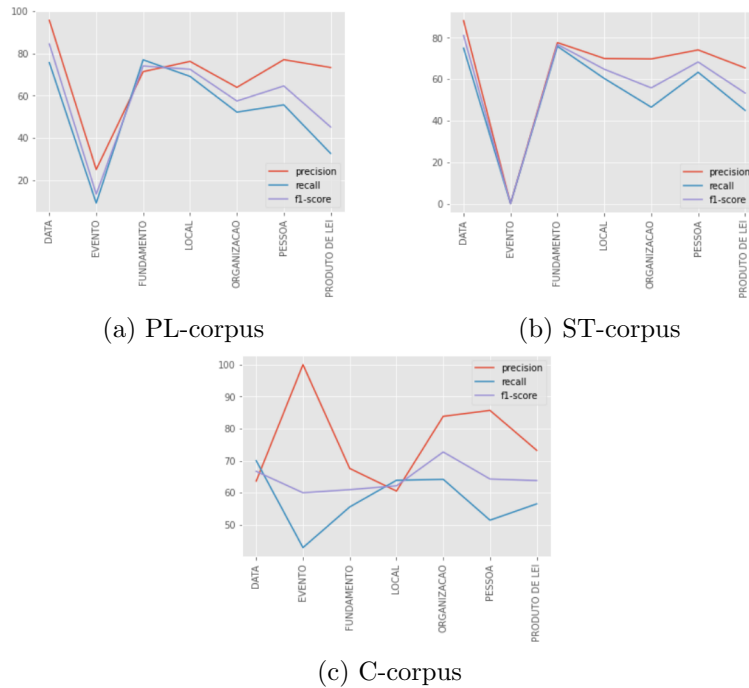 100
80
60
40
20
precision
recall
f1-score
DATA
EVENTO
FUNDAMENTO
LOCAL
ORGANIZACAO
PESSOA
PRODUTO DE LEI
(a) PL-corpus
80
60
40
20
0
precision
recall
f1-score
DATA
EVENTO
FUNDAMENTO
LOCAL
ORGANIZACAO
PESSOA
PRODUTO DE LEI
(b) ST-corpus
100
90
80
70
60
50
precision
recall
f1-score
DATA
EVENTO
FUNDAMENTO
LOCAL
ORGANIZACAO
PESSOA
PRODUTO DE LEI
(c) C-corpus